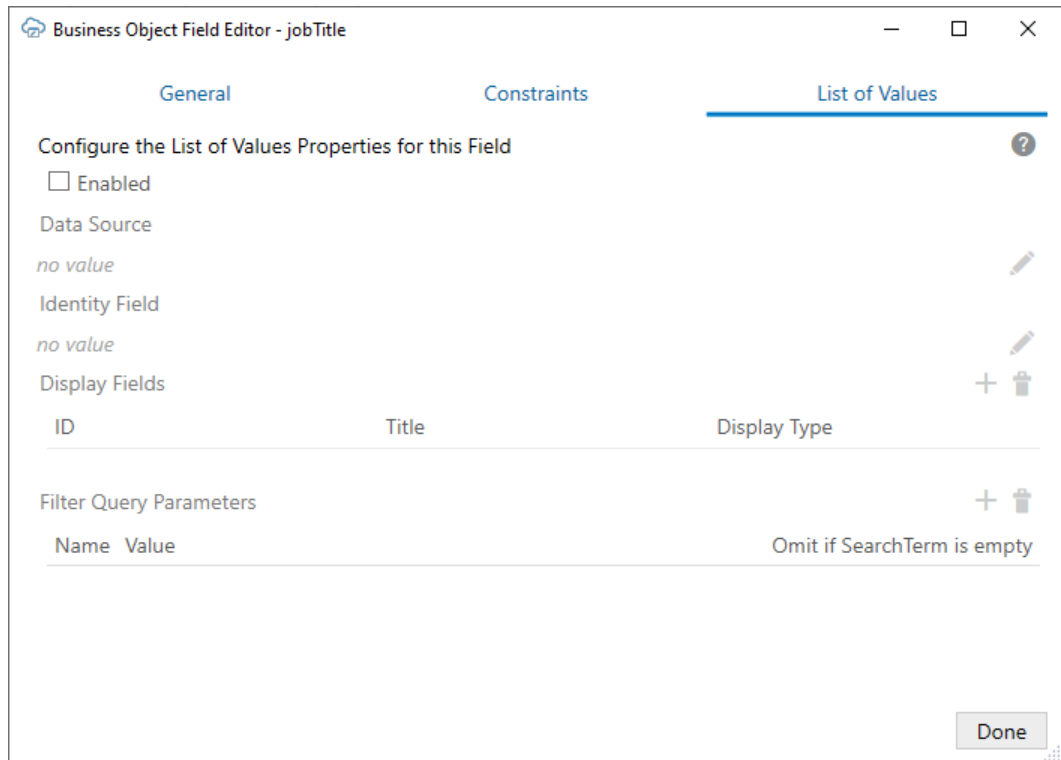 Business Object Field Editor - jobTitle
General Constraints List of Values
Configure the List of Values Properties for this Field
?
Enabled
Data Source
no value
Identity Field
no value
Display Fields
ID Title Display Type
Filter Query Parameters
Name Value Omit if SearchTerm is empty
Done